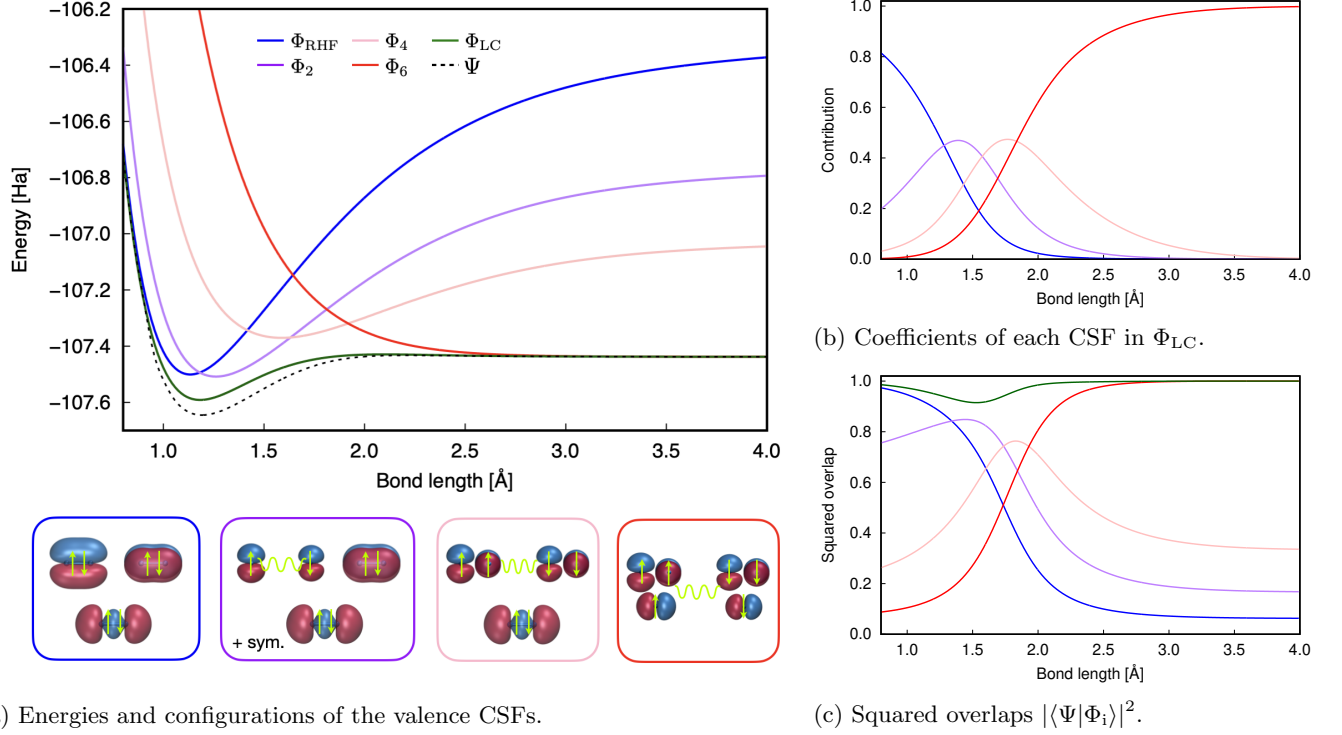 −106.2
−106.4
−106.6
−106.8
−107.0
−107.2
−107.4
−107.6
Energy [Ha]
Φ_RHF Φ_4 Φ_LC
Φ_2 Φ_6 Ψ
1.0 1.5 2.0 2.5 3.0 3.5 4.0
Bond length [Å]
+ sym.
) Energies and configurations of the valence CSFs.
1.0
0.8
0.6
0.4
0.2
0.0
Contribution
1.0 1.5 2.0 2.5 3.0 3.5 4.0
Bond length [Å]
(b) Coefficients of each CSF in Φ_LC.
1.0
0.8
0.6
0.4
0.2
0.0
Squared overlap
1.0 1.5 2.0 2.5 3.0 3.5 4.0
Bond length [Å]
(c) Squared overlaps |⟨Ψ|Φ_i⟩|².